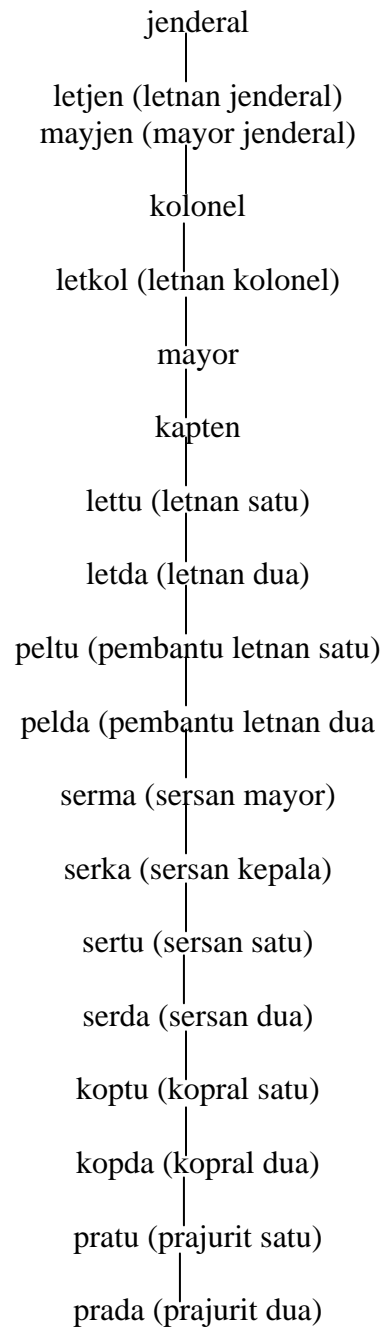 jenderal
letjen (letnan jenderal)
mayjen (mayor jenderal)
kolonel
letkol (letnan kolonel)
mayor
kapten
lettu (letnan satu)
letda (letnan dua)
peltu (pembantu letnan satu)
pelda (pembantu letnan dua
serma (sersan mayor)
serka (sersan kepala)
sertu (sersan satu)
serda (sersan dua)
koptu (kopral satu)
kopda (kopral dua)
pratu (prajurit satu)
prada (prajurit dua)